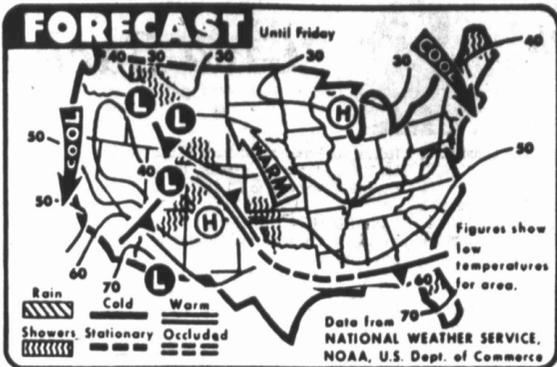 FORECAST
Until Friday
40 30 30 30 40
COOL
30
L
L
H
50
COOL
WARM
50
40
L
50
H
Figures show
low
temperatures
for area.
60
70
L
60
70
Rain Cold Warm
Showers Stationary Occluded
Data from
NATIONAL WEATHER SERVICE,
NOAA, U.S. Dept. of Commerce